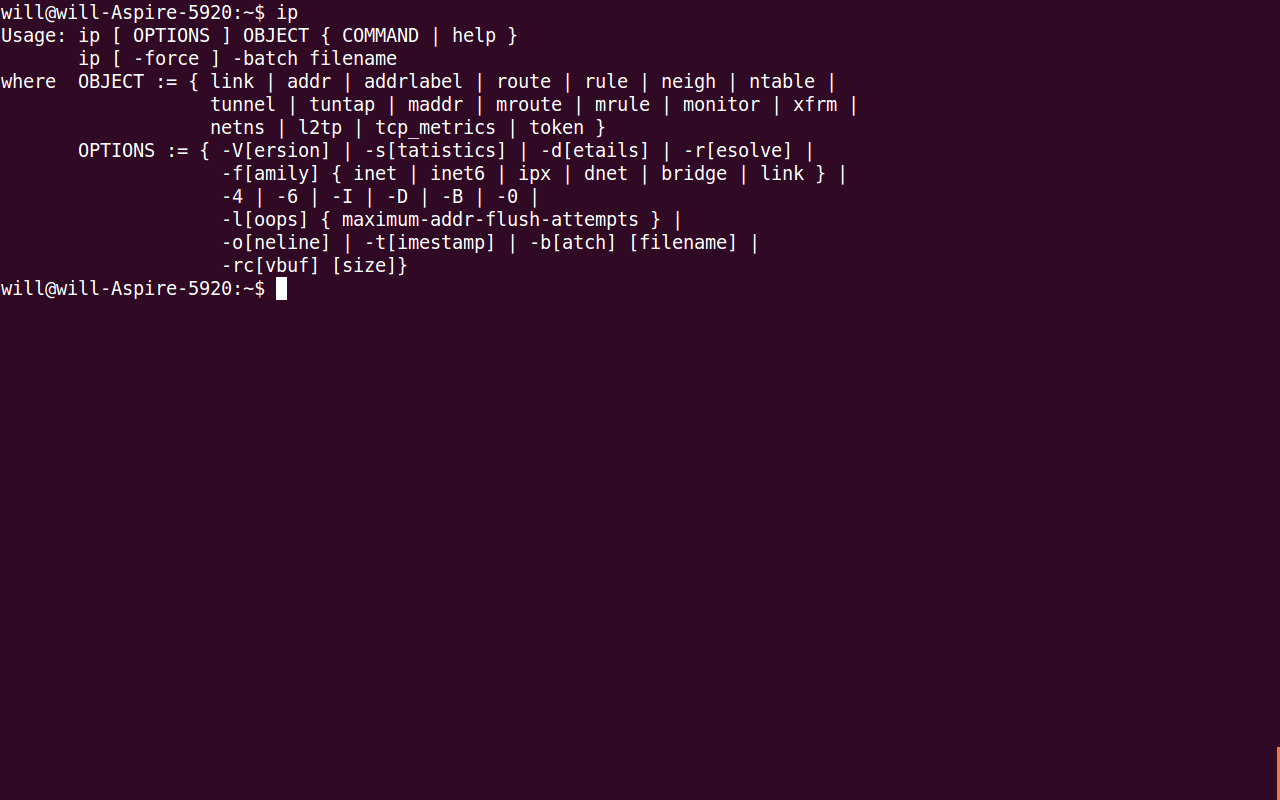 will@will-Aspire-5920:~$ ip
Usage: ip [ OPTIONS ] OBJECT { COMMAND | help }
       ip [ -force ] -batch filename
where  OBJECT := { link | addr | addrlabel | route | rule | neigh | ntable |
                   tunnel | tuntap | maddr | mroute | mrule | monitor | xfrm |
                   netns | l2tp | tcp_metrics | token }
       OPTIONS := { -V[ersion] | -s[tatistics] | -d[etails] | -r[esolve] |
                    -f[amily] { inet | inet6 | ipx | dnet | bridge | link } |
                    -4 | -6 | -I | -D | -B | -0 |
                    -l[oops] { maximum-addr-flush-attempts } |
                    -o[neline] | -t[imestamp] | -b[atch] [filename] |
                    -rc[vbuf] [size]}
will@will-Aspire-5920:~$